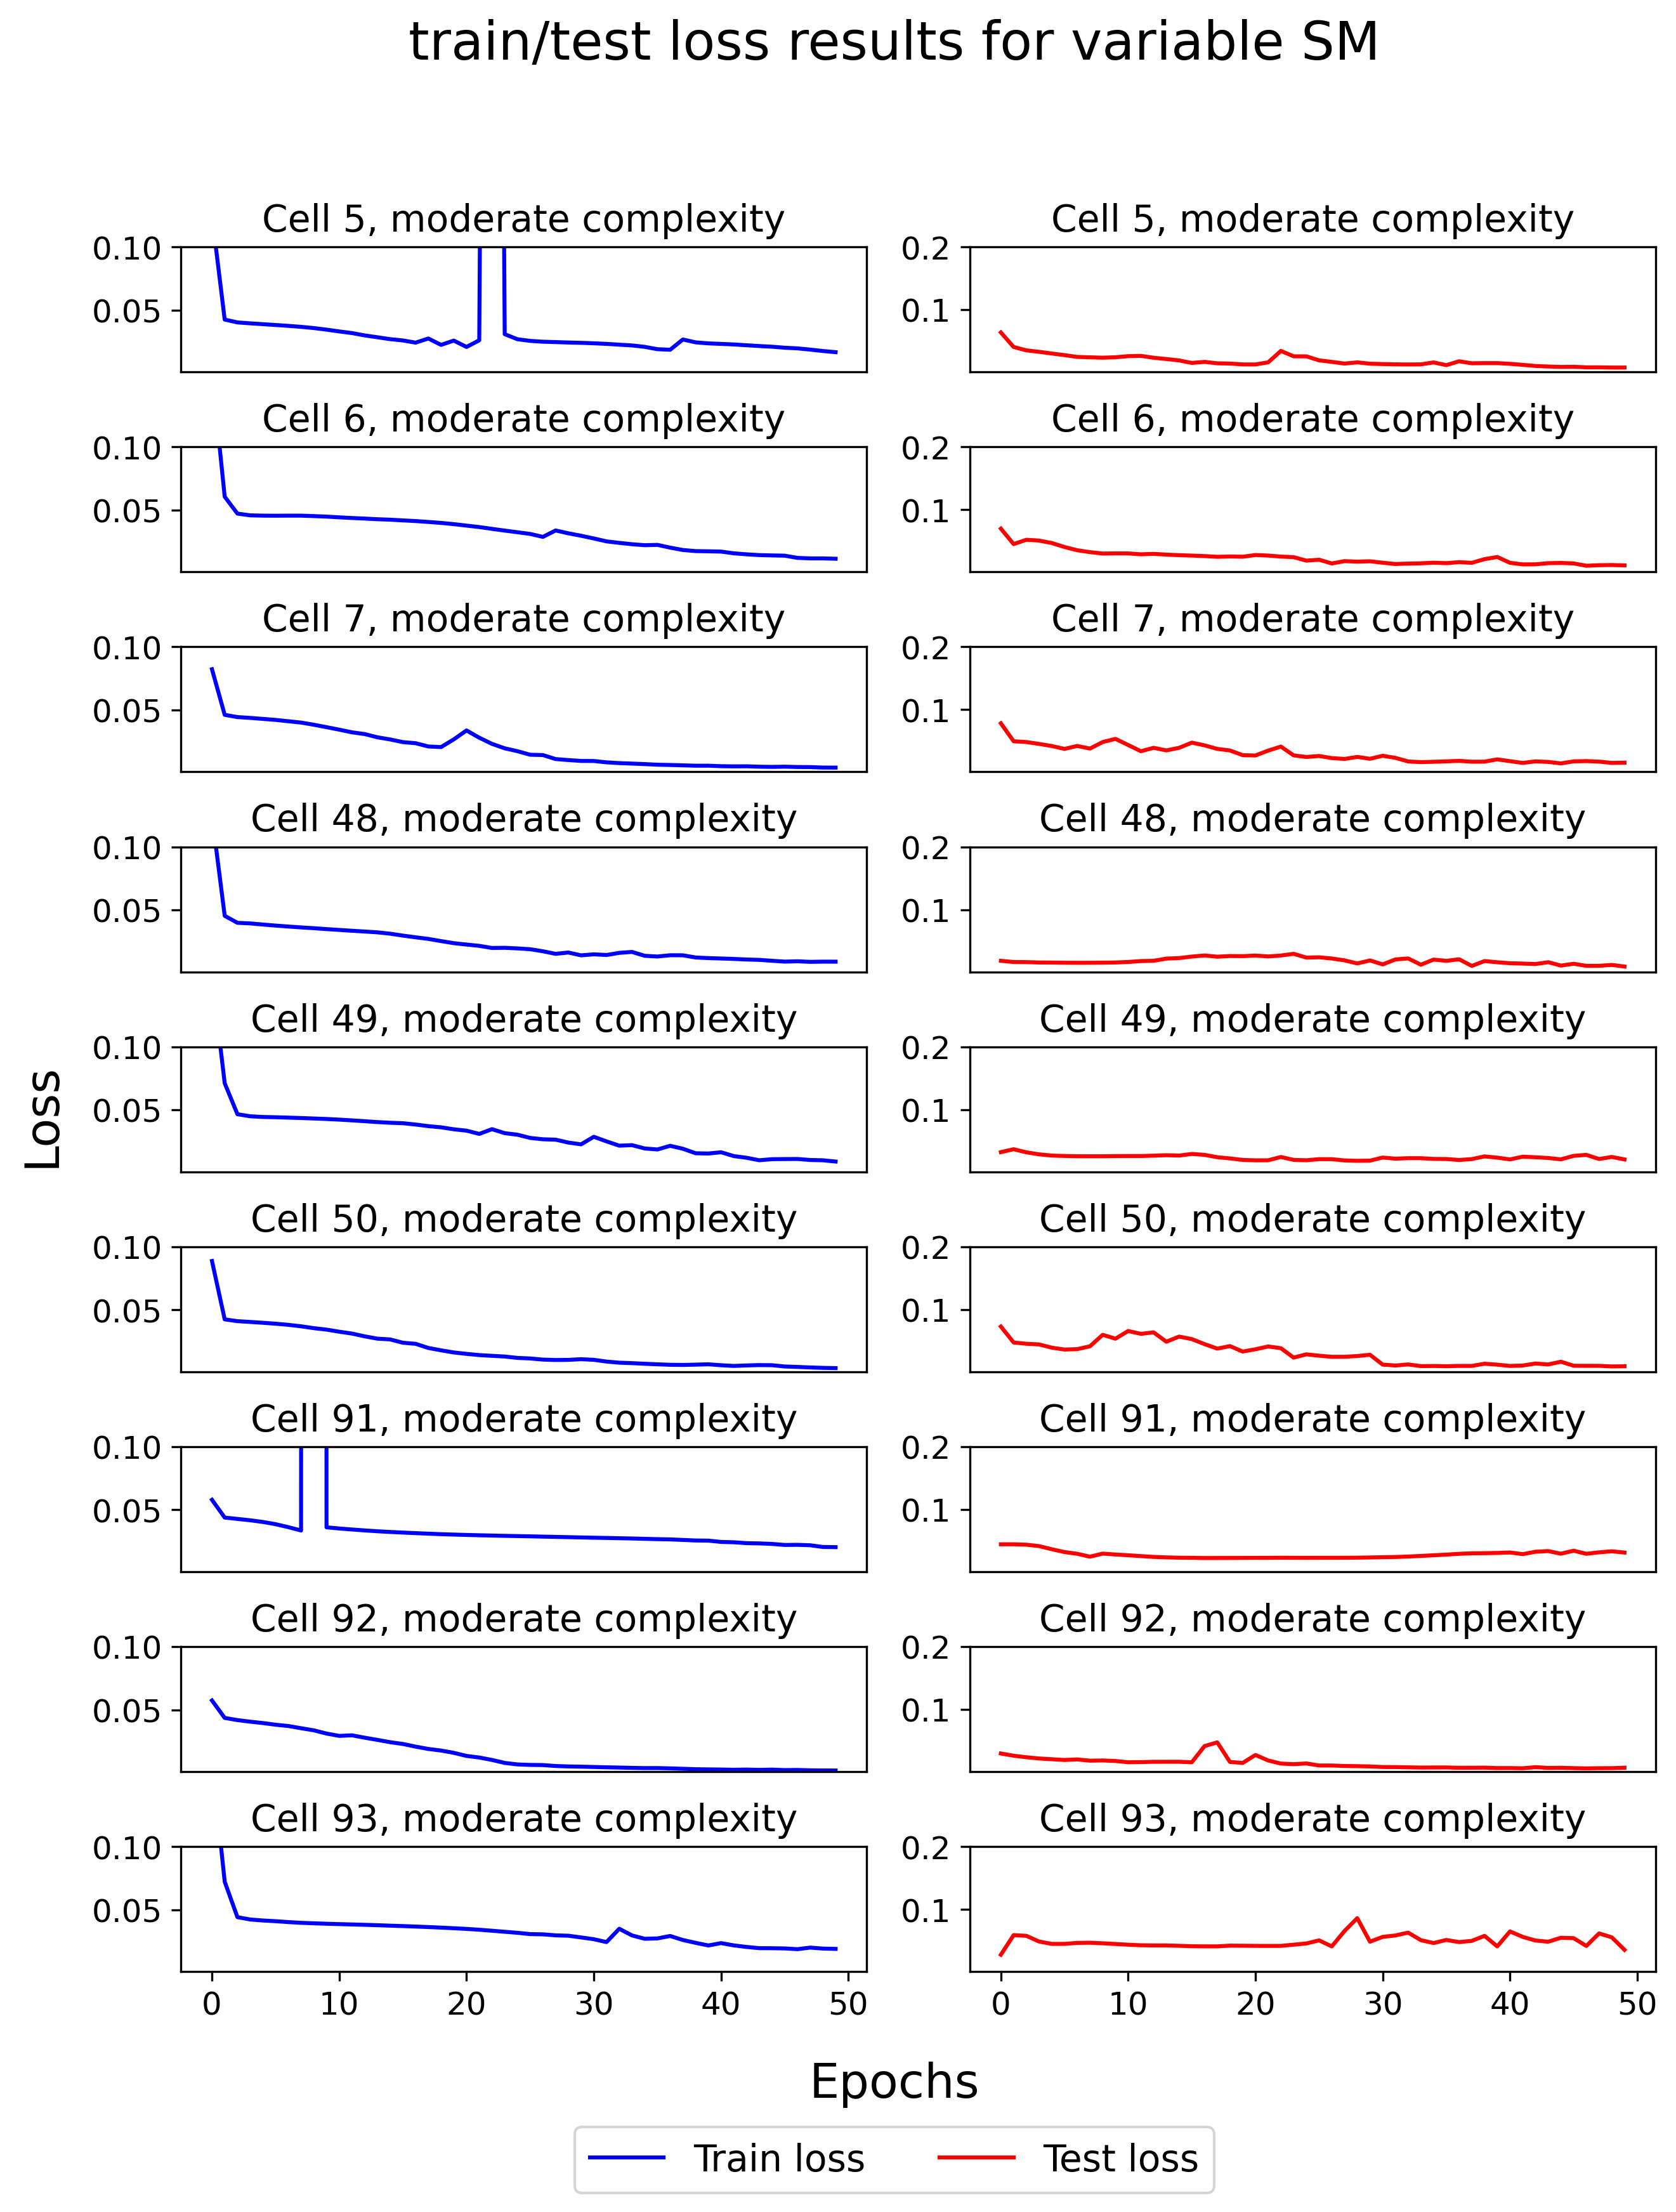 train/test loss results for variable SM
Cell 5, moderate complexity
0.10
0.05
Cell 5, moderate complexity
0.2
0.1
Cell 6, moderate complexity
0.10
0.05
Cell 6, moderate complexity
0.2
0.1
Cell 7, moderate complexity
0.10
0.05
Cell 7, moderate complexity
0.2
0.1
Cell 48, moderate complexity
0.10
0.05
Cell 48, moderate complexity
0.2
0.1
Cell 49, moderate complexity
0.10
0.05
Cell 49, moderate complexity
0.2
0.1
Loss
Cell 50, moderate complexity
0.10
0.05
Cell 50, moderate complexity
0.2
0.1
Cell 91, moderate complexity
0.10
0.05
Cell 91, moderate complexity
0.2
0.1
Cell 92, moderate complexity
0.10
0.05
Cell 92, moderate complexity
0.2
0.1
Cell 93, moderate complexity
0.10
0.05
0 10 20 30 40 50
Cell 93, moderate complexity
0.2
0.1
0 10 20 30 40 50
Epochs
Train loss Test loss